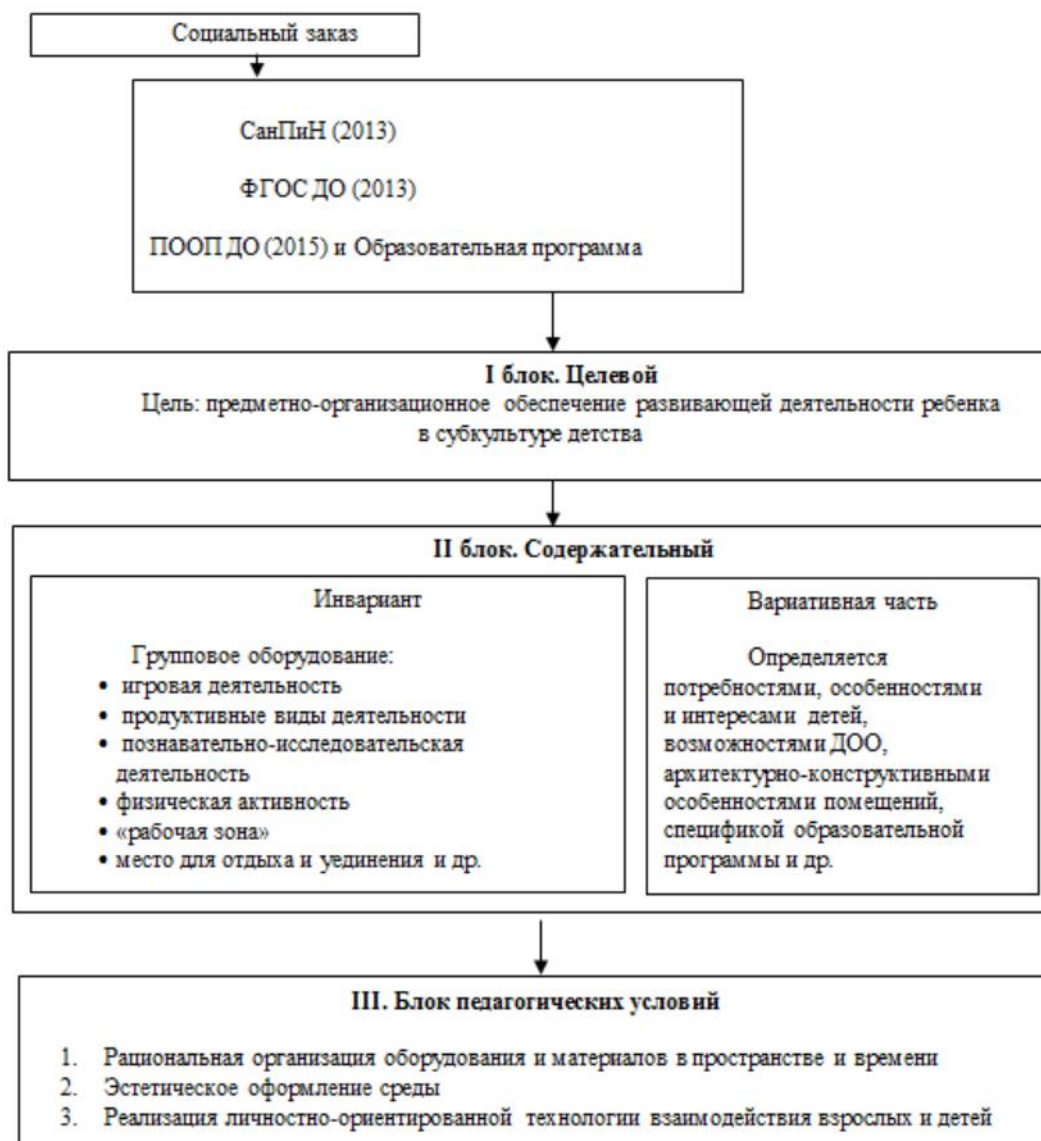 Социальный заказ
СанПиН (2013)
ФГОС ДО (2013)
ПООП ДО (2015) и Образовательная программа
I блок. Целевой
Цель: предметно-организационное обеспечение развивающей деятельности ребенка
в субкультуре детства
II блок. Содержательный
Инвариант
Групповое оборудование:
• игровая деятельность
• продуктивные виды деятельности
• познавательно-исследовательская
деятельность
• физическая активность
• «рабочая зона»
• место для отдыха и уединения и др.
Вариативная часть
Определяется
потребностями, особенностями
и интересами детей,
возможностями ДОО,
архитектурно-конструктивными
особенностями помещений,
спецификой образовательной
программы и др.
III. Блок педагогических условий
1. Рациональная организация оборудования и материалов в пространстве и времени
2. Эстетическое оформление среды
3. Реализация личностно-ориентированной технологии взаимодействия взрослых и детей